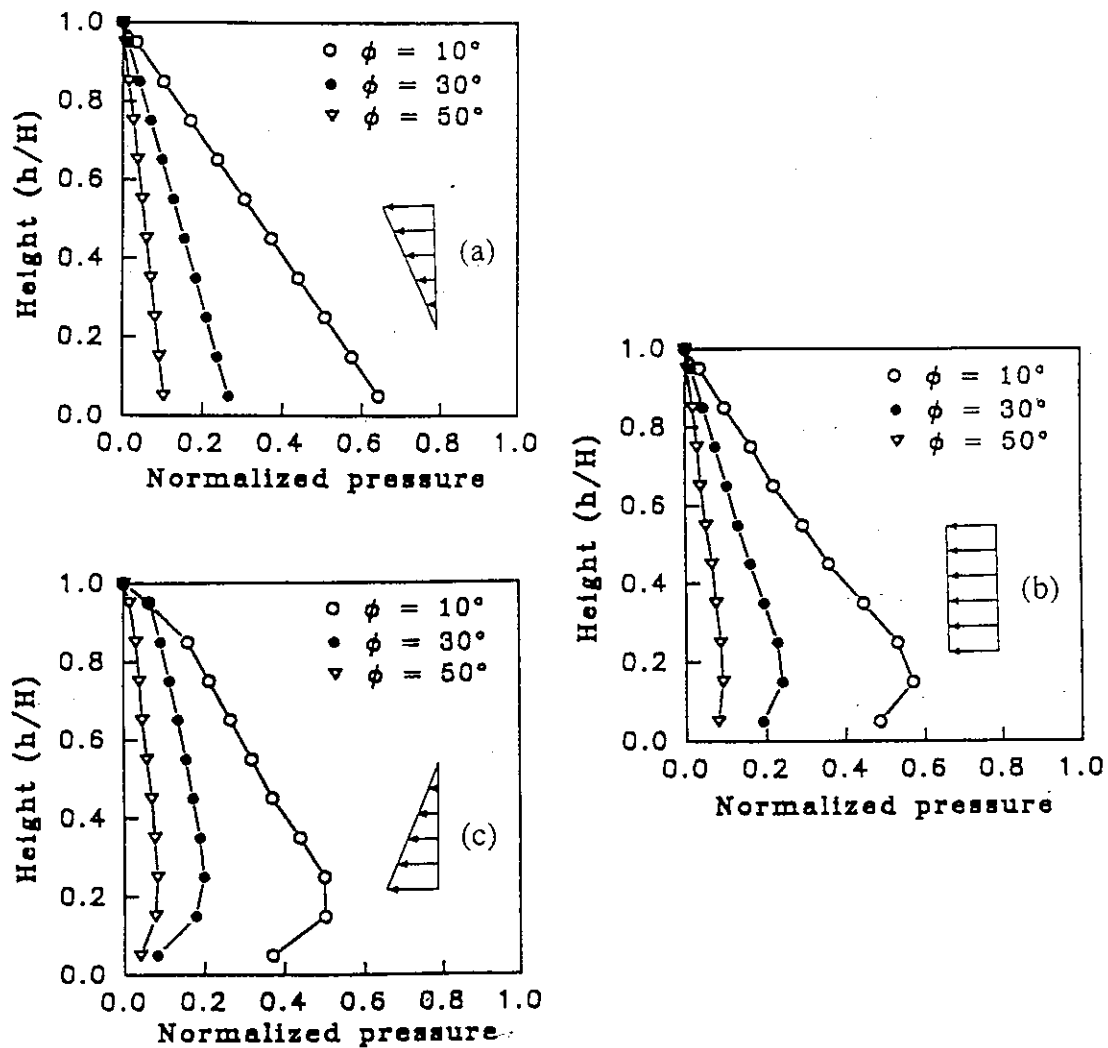 1.0
0.8
0.6
0.4
0.2
0.0
Height (h/H)
ϕ = 10°
ϕ = 30°
ϕ = 50°
(a)
0.0 0.2 0.4 0.6 0.8 1.0
Normalized pressure
1.0
0.8
0.6
0.4
0.2
0.0
Height (h/H)
ϕ = 10°
ϕ = 30°
ϕ = 50°
(b)
0.0 0.2 0.4 0.6 0.8 1.0
Normalized pressure
1.0
0.8
0.6
0.4
0.2
0.0
Height (h/H)
ϕ = 10°
ϕ = 30°
ϕ = 50°
(c)
0.0 0.2 0.4 0.6 0.8 1.0
Normalized pressure